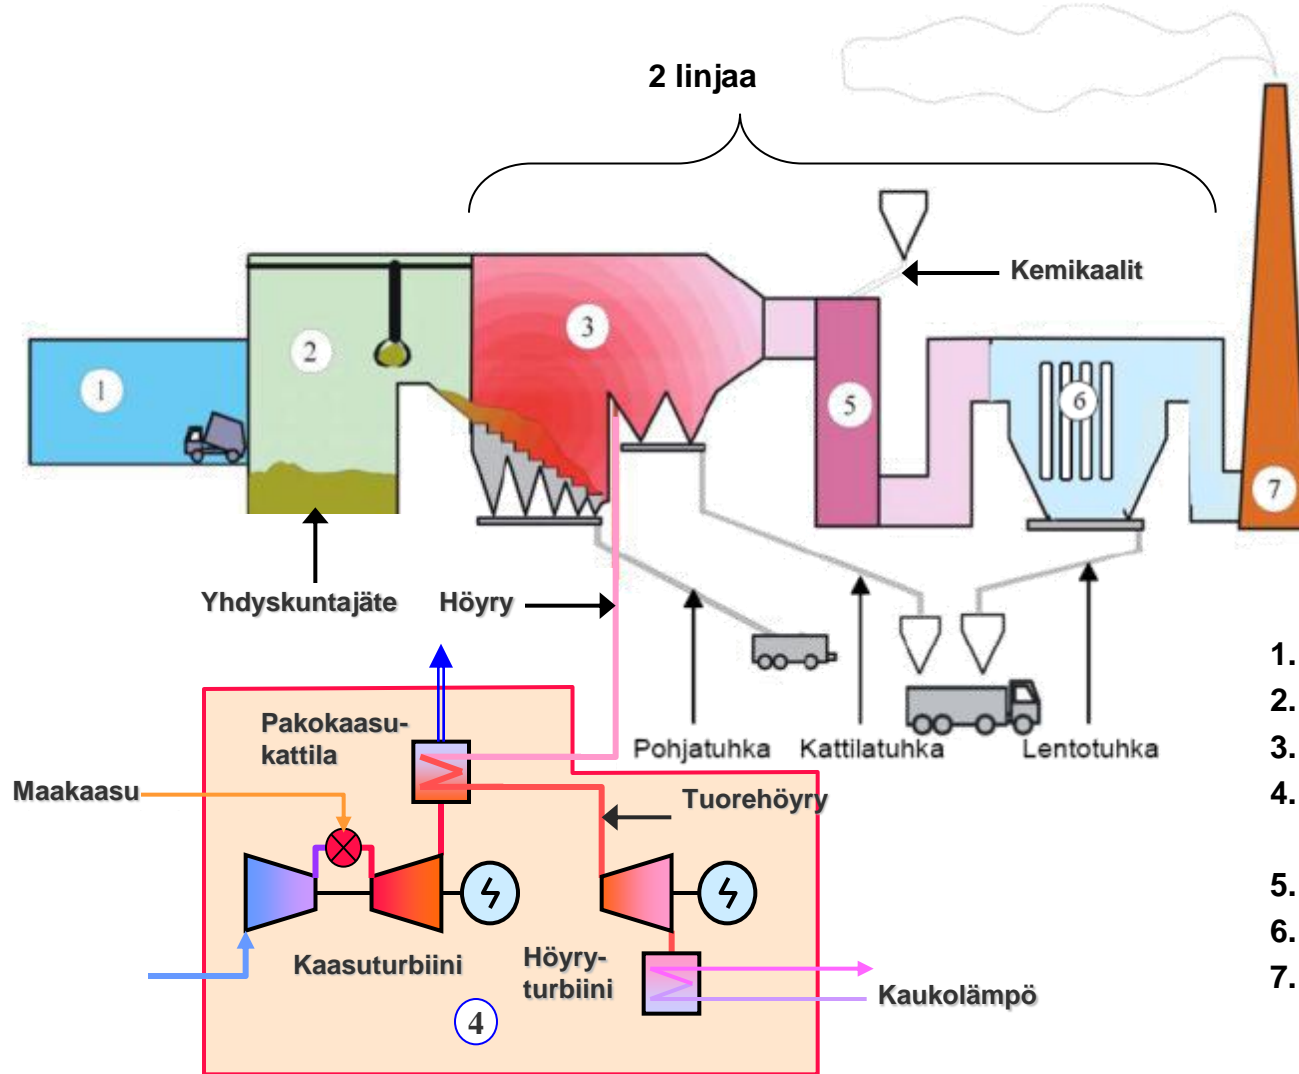 2 linjaa
Kemikaalit
1
2
3
5
6
7
Yhdyskuntajäte
Höyry
Pohjatuhka
Kattilatuhka
Lentotuhka
Pakokaasu-
kattila
Maakaasu
Tuorehöyry
Kaasuturbiini
Höyry-
turbiini
Kaukolämpö
4
1.
2.
3.
4.
5.
6.
7.